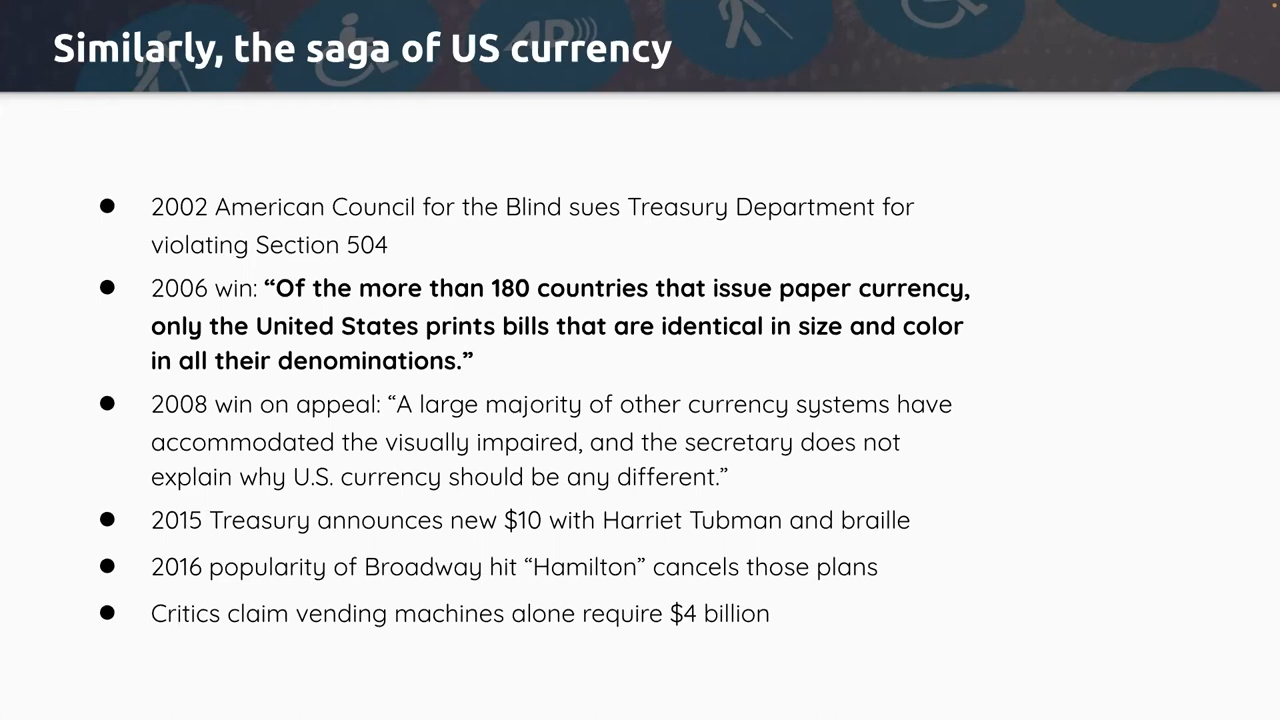 Similarly, the saga of US currency
AD)))
● 2002 American Council for the Blind sues Treasury Department for
violating Section 504
● 2006 win: “Of the more than 180 countries that issue paper currency,
only the United States prints bills that are identical in size and color
in all their denominations.”
● 2008 win on appeal: “A large majority of other currency systems have
accommodated the visually impaired, and the secretary does not
explain why U.S. currency should be any different.”
● 2015 Treasury announces new $10 with Harriet Tubman and braille
● 2016 popularity of Broadway hit “Hamilton” cancels those plans
● Critics claim vending machines alone require $4 billion